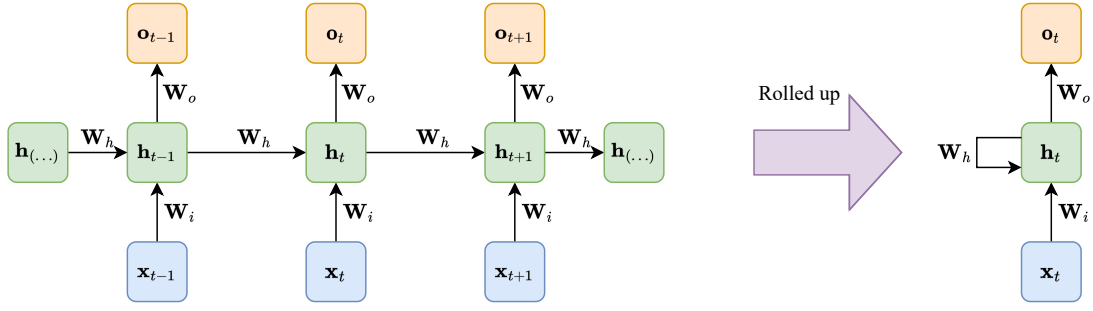 o_{t-1} o_t o_{t+1} o_t
W_o W_o W_o Rolled up W_o
W_h W_h W_h W_h
h_{(...)} h_{t-1} h_t h_{t+1} h_{(...)} W_h h_t
W_i W_i W_i W_i
x_{t-1} x_t x_{t+1} x_t